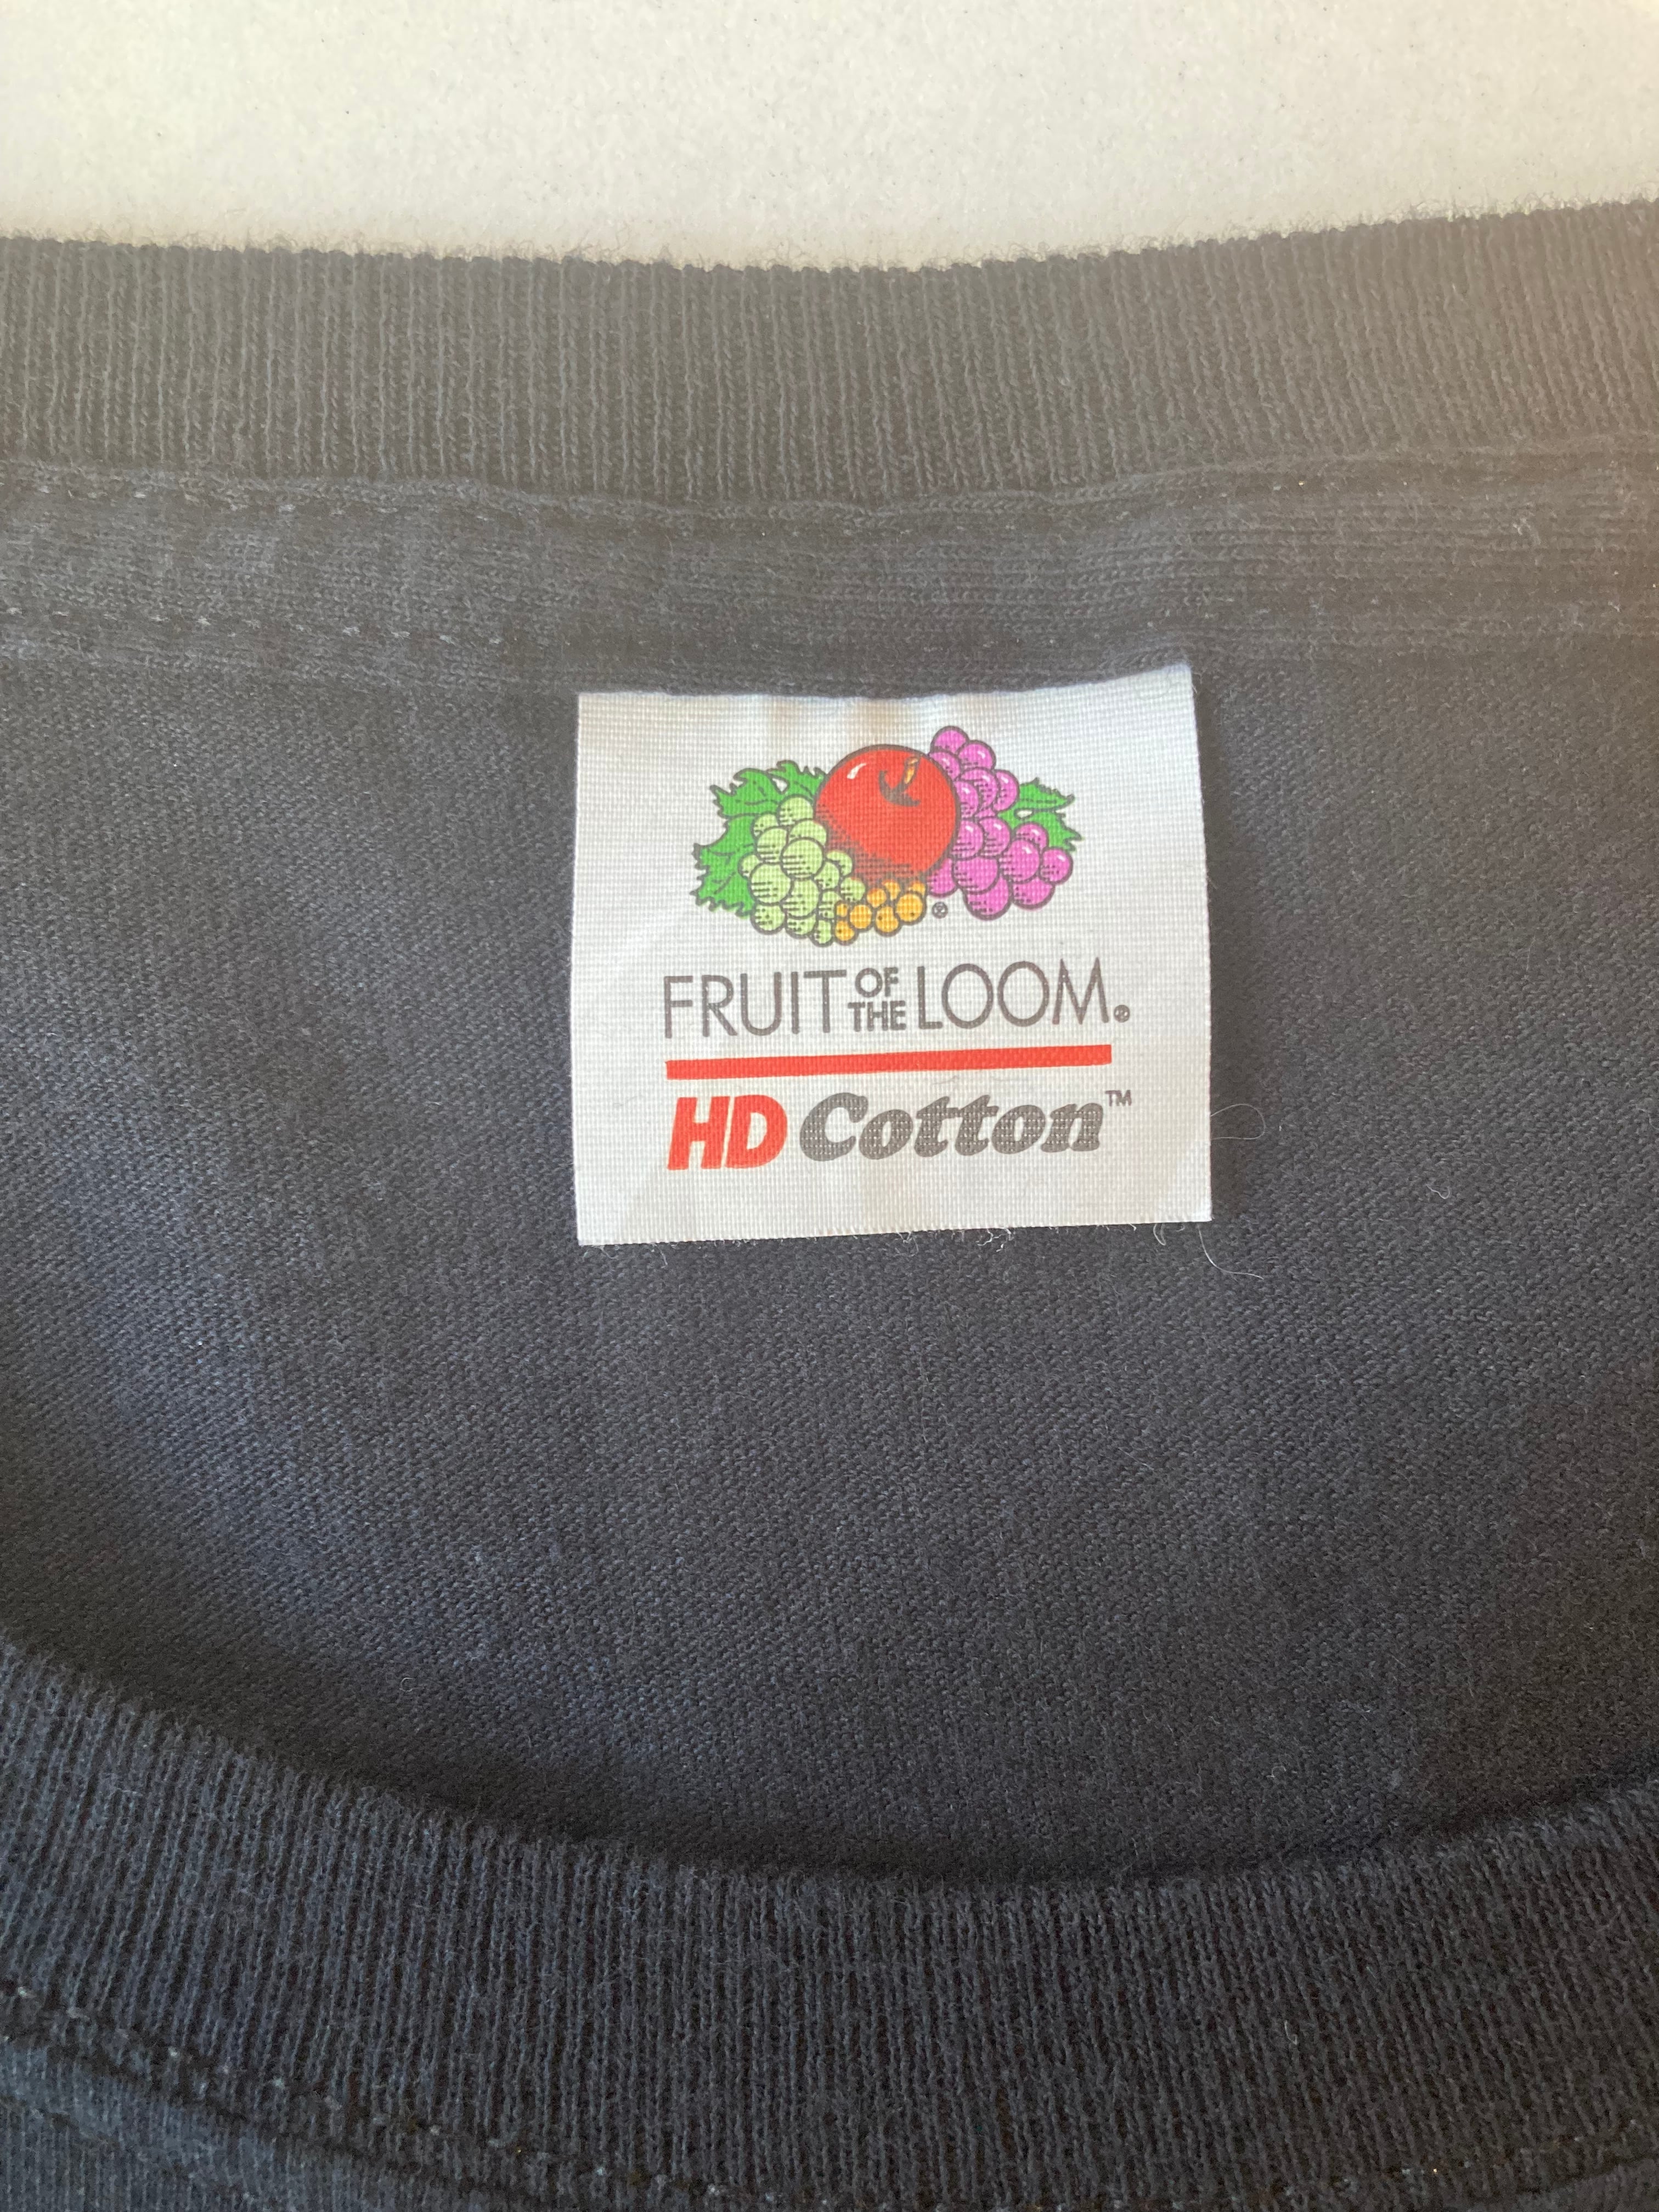 ®
FRUIT OF THE LOOM®
HD Cotton™